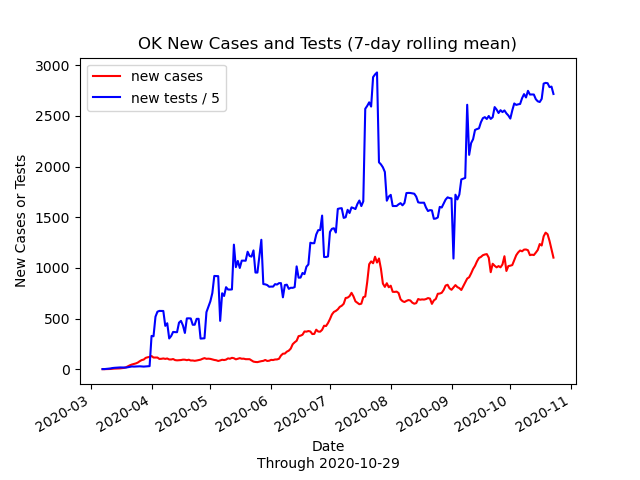 OK New Cases and Tests (7-day rolling mean)
new cases
new tests / 5
New Cases or Tests
3000
2500
2000
1500
1000
500
0
2020-03
2020-04
2020-05
2020-06
2020-07
2020-08
2020-09
2020-10
2020-11
Date
Through 2020-10-29